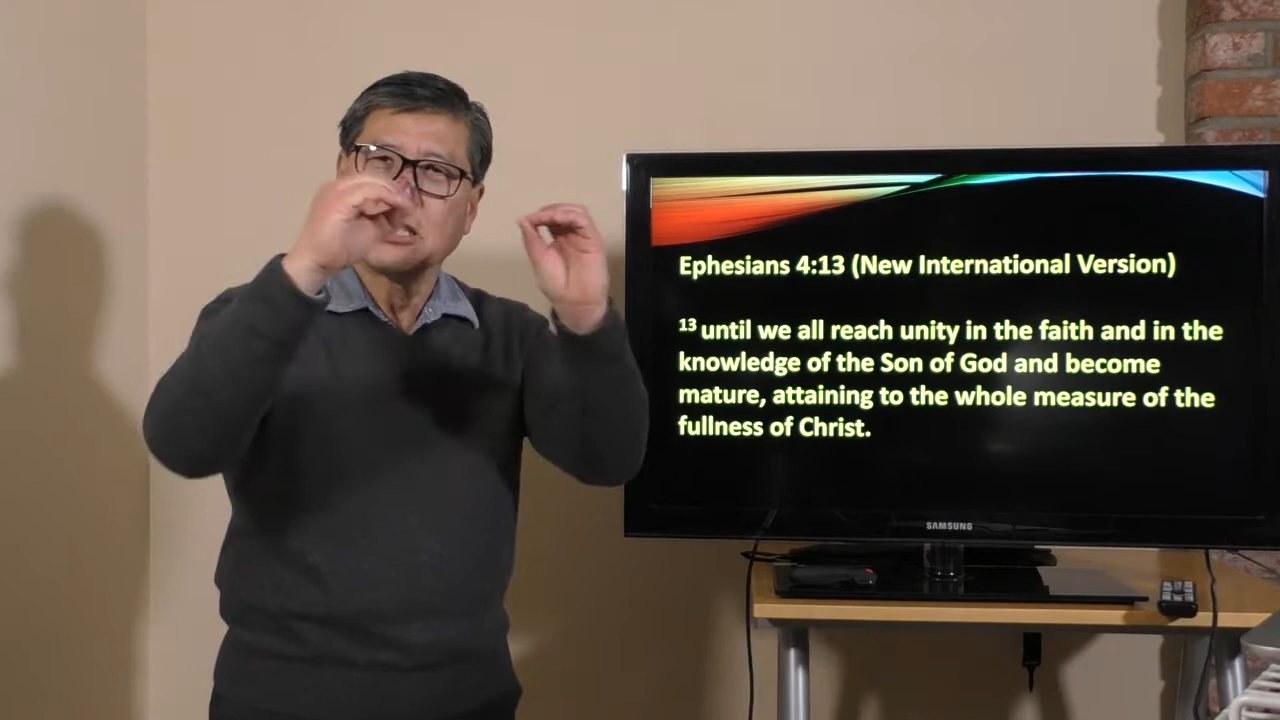 Ephesians 4:13 (New International Version)
13 until we all reach unity in the faith and in the
knowledge of the Son of God and become
mature, attaining to the whole measure of the
fullness of Christ.
SAMSUNG